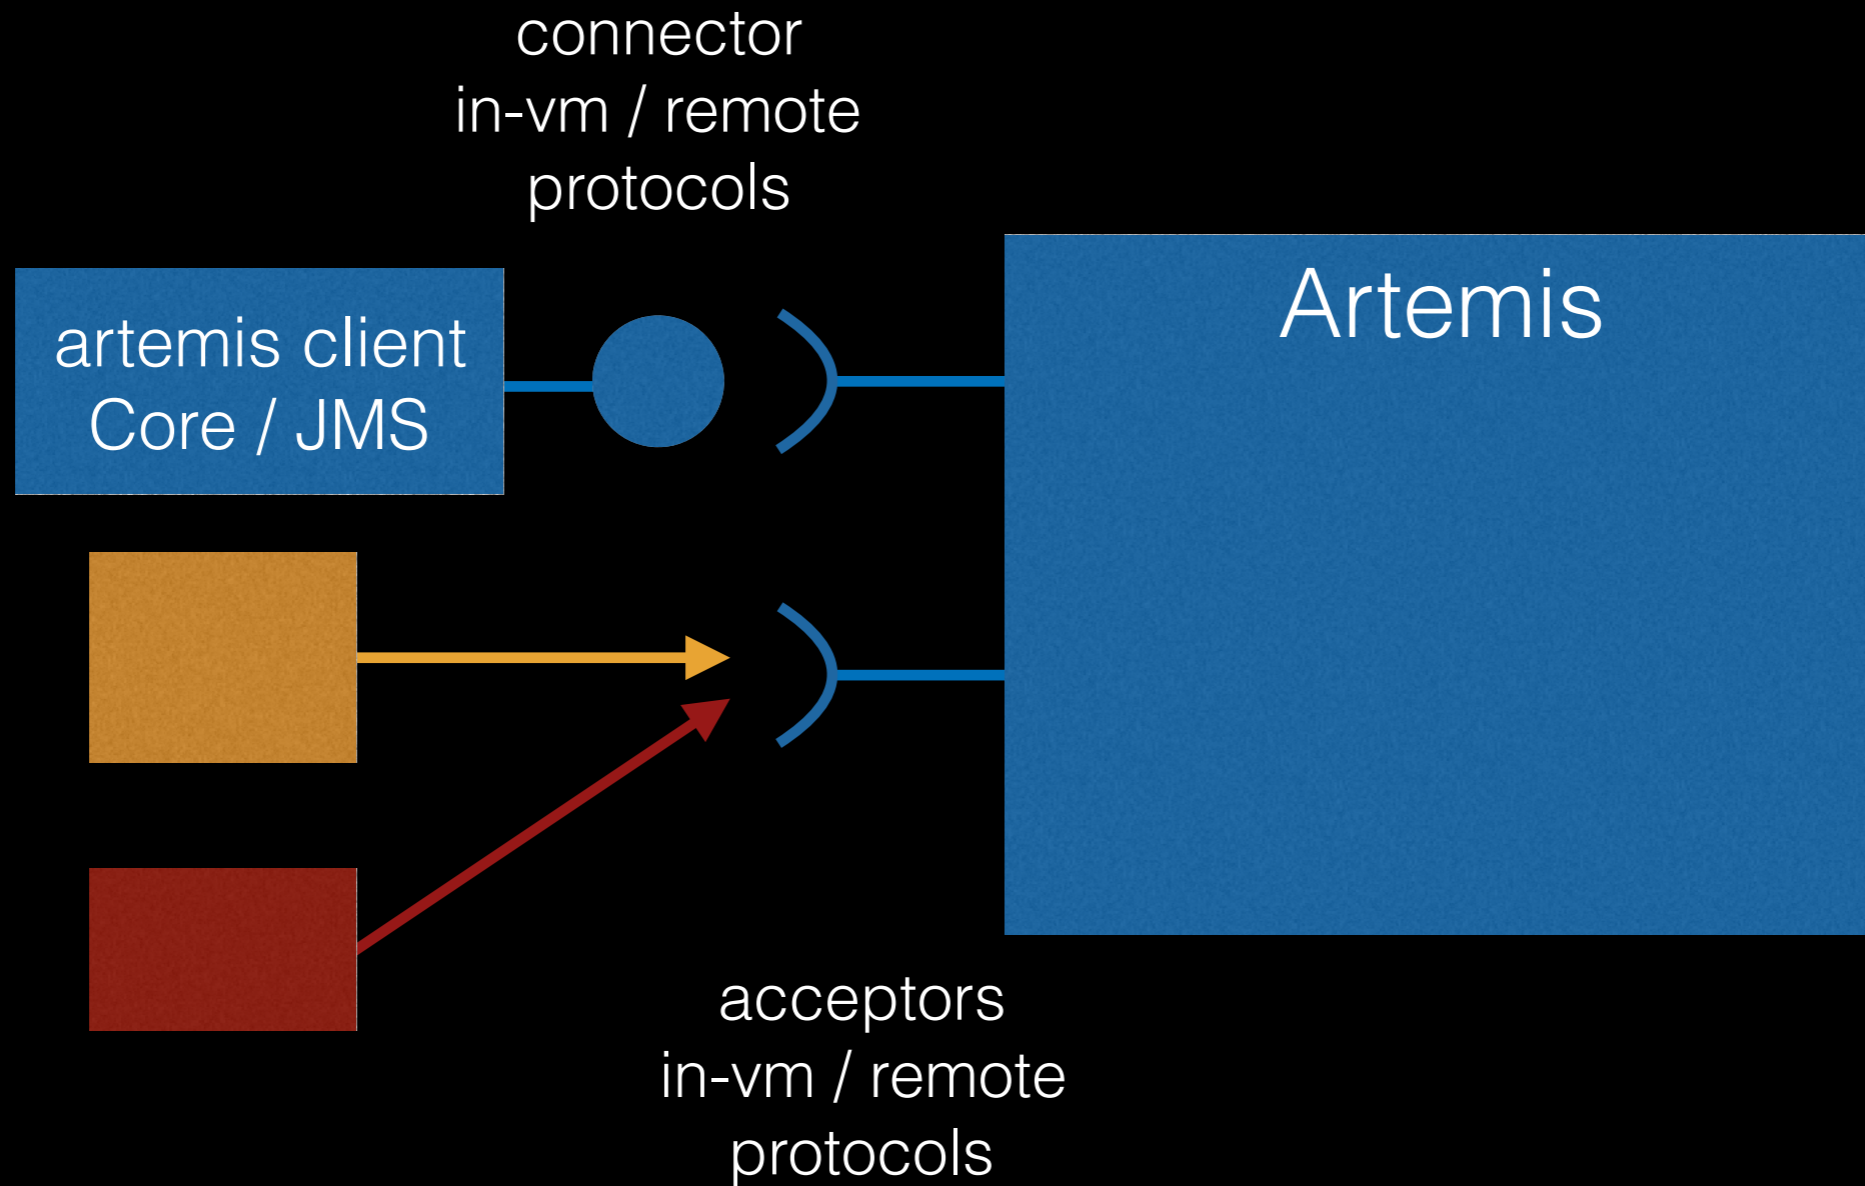 connector
in-vm / remote
protocols
artemis client
Core / JMS
Artemis
acceptors
in-vm / remote
protocols